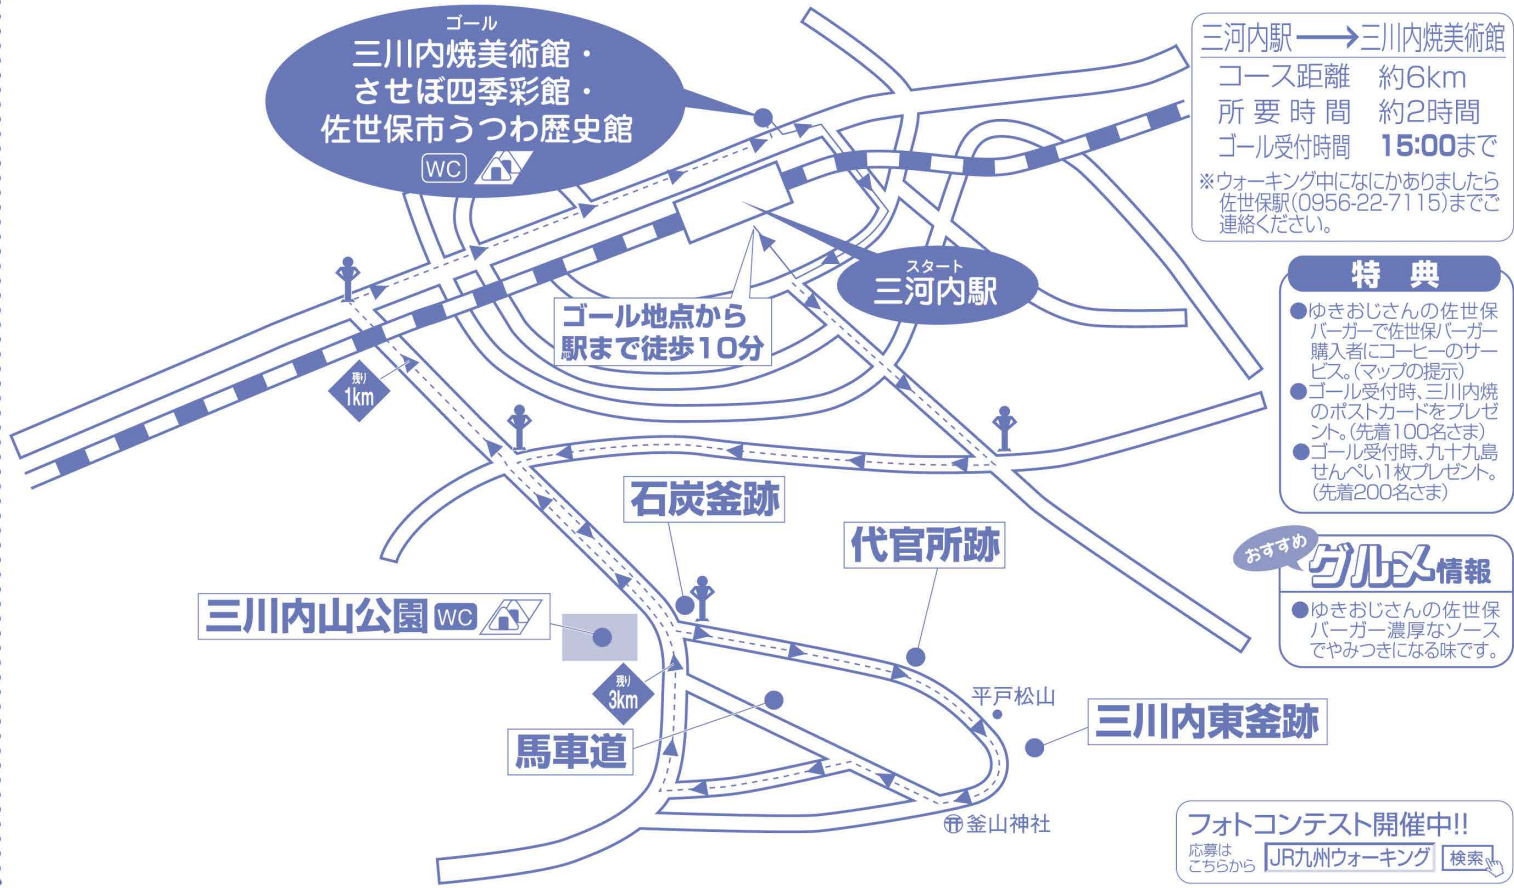 ゴール
三川内焼美術館・
させぼ四季彩館・
佐世保市うつわ歴史館
WC
三河内駅→三川内焼美術館
コース距離 約6km
所要時間 約2時間
ゴール受付時間 15:00まで
※ウォーキング中になにかありましたら
佐世保駅(0956-22-7115)までご
連絡ください。
スタート
三河内駅
ゴール地点から
駅まで徒歩10分
特典
●ゆきおじさんの佐世保
バーガーで佐世保バーガー
購入者にコーヒーのサー
ビス。(マップの提示)
●ゴール受付時、三川内焼
のポストカードをプレゼ
ント。(先着100名さま)
●ゴール受付時、九十九島
せんぺい1枚プレゼント。
(先着200名さま)
残り
1km
石炭釜跡
代官所跡
おすすめ
グルメ情報
●ゆきおじさんの佐世保
バーガー濃厚なソース
でやみつきになる味です。
三川内山公園 WC
残り
3km
平戸松山
三川内東釜跡
馬車道
釜山神社
フォトコンテスト開催中!!
応募は
こちらから
JR九州ウォーキング 検索